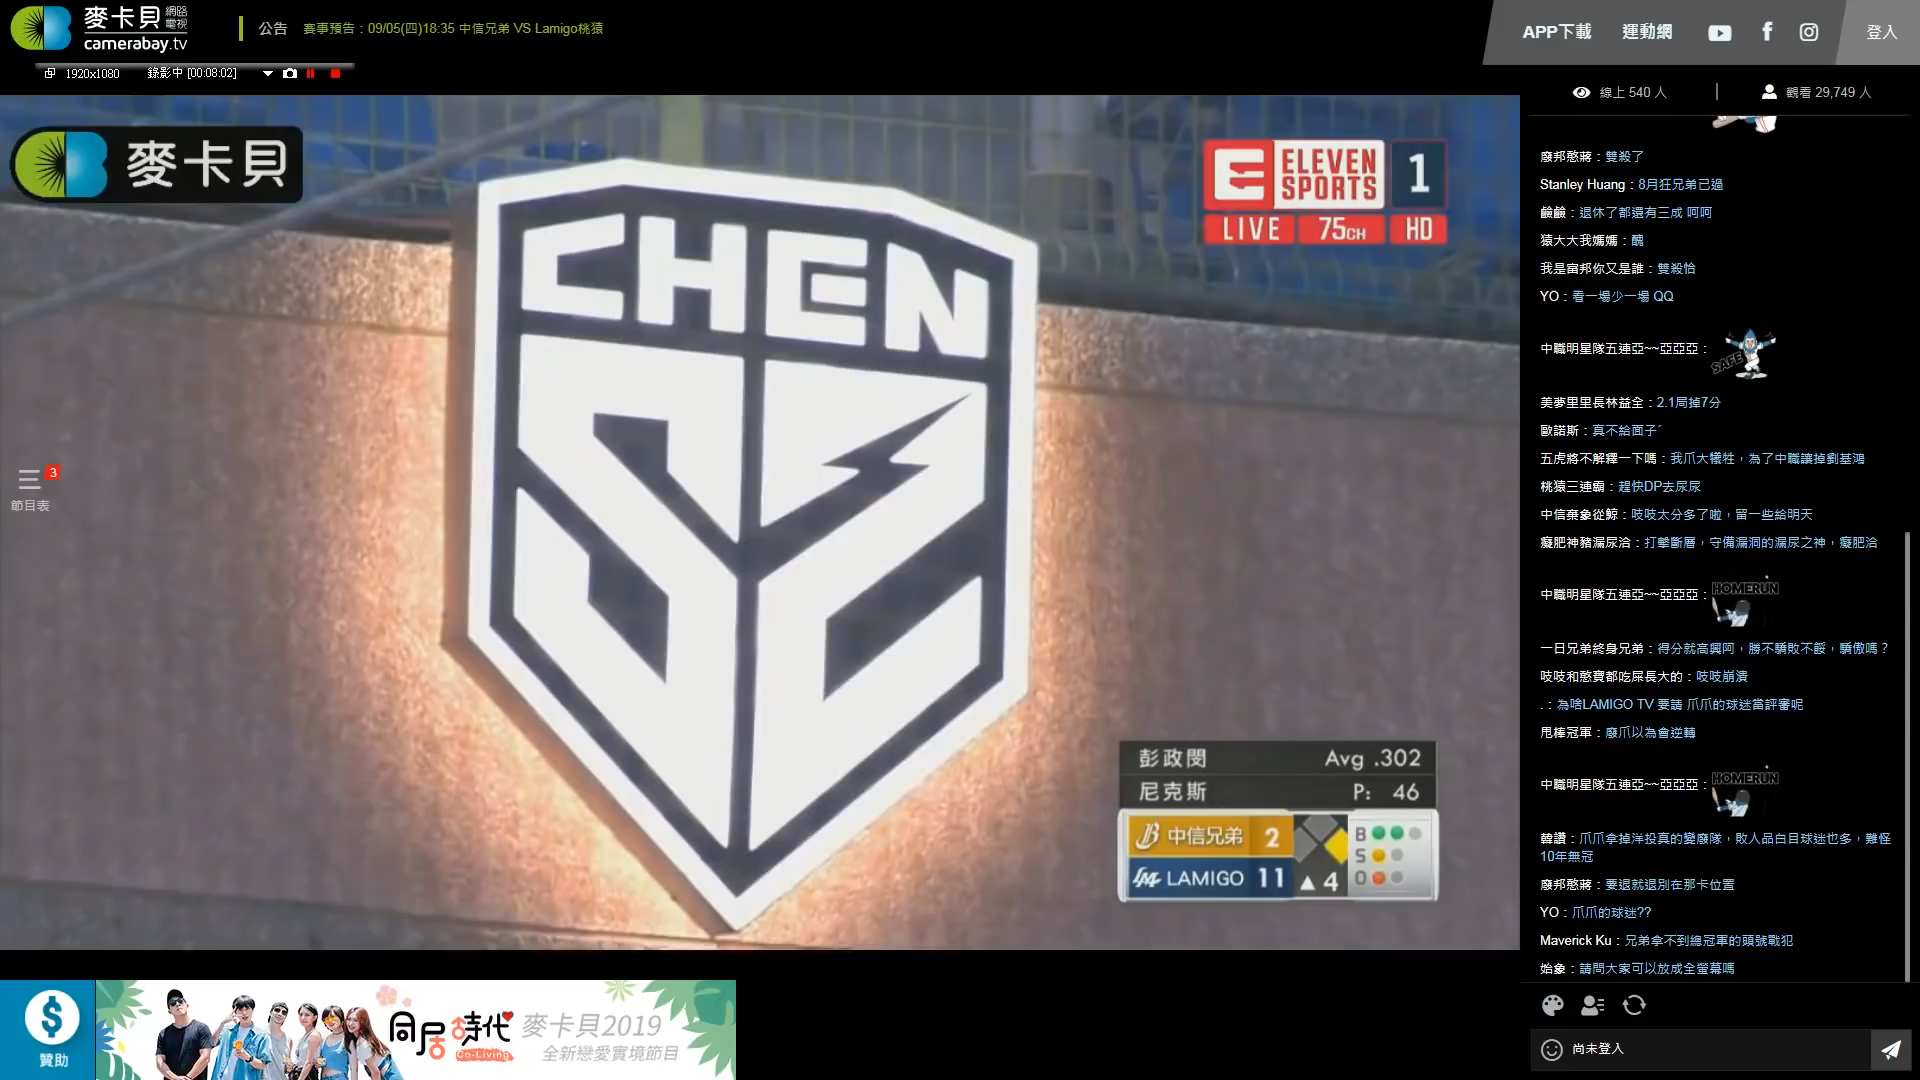 麥卡貝 網路電視
camerabay.tv
公告 賽事預告：09/05(四)18:35 中信兄弟 VS Lamigo桃猿
APP下載 運動網 登入
1920x1080 錄影中 [00:08:02]
線上 540 人 | 觀看 29,749 人
麥卡貝
ELEVEN SPORTS 1
LIVE 75CH HD
CHEN
52
節目表 3
彭政閔 Avg .302
尼克斯 P: 46
中信兄弟 2 B
S
LAMIGO 11 ▲4 O
廢邦憨蔣：雙殺了
Stanley Huang：8月狂兄弟已過
鹼鹼：退休了都還有三成 呵呵
猿大大我媽媽：醜
我是宙邦你又是誰：雙殺恰
YO：看一場少一場 QQ
中職明星隊五連亞~~亞亞亞：
SAFE
美夢里里長林益全：2.1局掉7分
歐諾斯：真不給面子ˊ
五虎將不解釋一下嗎：我爪大犧牲，為了中職讓掉劉基鴻
桃猿三連霸：趕快DP去尿尿
中信棄象從鯨：吱吱太分多了啦，留一些給明天
癡肥神豬漏尿洽：打擊斷層，守備漏洞的漏尿之神，癡肥洽
中職明星隊五連亞~~亞亞亞：
HOMERUN
一日兄弟終身兄弟：得分就高興阿，勝不驕敗不餒，驕傲嗎？
吱吱和憨寶都吃屎長大的：吱吱崩潰
.：為啥LAMIGO TV 要請 爪爪的球迷當評審呢
甩棒冠軍：廢爪以為會逆轉
中職明星隊五連亞~~亞亞亞：
HOMERUN
韓讚：爪爪拿掉洋投真的變廢隊，敗人品白目球迷也多，難怪
10年無冠
廢邦憨蔣：要退就退別在那卡位置
YO：爪爪的球迷??
Maverick Ku：兄弟拿不到總冠軍的頭號戰犯
始象：請問大家可以放成全螢幕嗎
尚未登入
贊助
同居時代 Co-Living
麥卡貝2019
全新戀愛實境節目